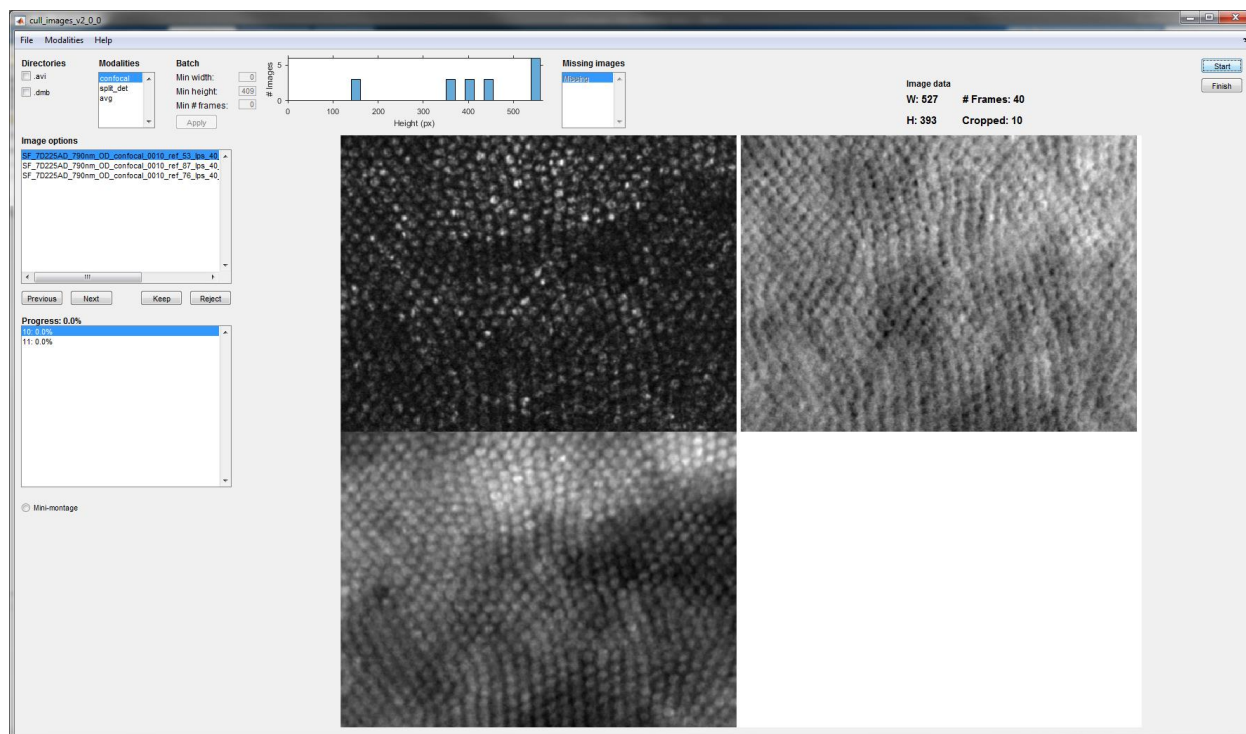 cull_images_v2_0_0
File Modalities Help
Directories
.avi
.dmb
Modalities
confocal
split_det
avg
Batch
Min width: 0
Min height: 409
Min # frames: 0
Apply
# Images
5
0
0 100 200 300 400 500
Height (px)
Missing images
Missing
Image data
W: 527 # Frames: 40
H: 393 Cropped: 10
Start
Finish
Image options
SF_7D225AD_790nm_OD_confocal_0010_ref_53_lps_40_
SF_7D225AD_790nm_OD_confocal_0010_ref_87_lps_40_
SF_7D225AD_790nm_OD_confocal_0010_ref_76_lps_40_
Previous Next Keep Reject
Progress: 0.0%
10: 0.0%
11: 0.0%
Mini-montage